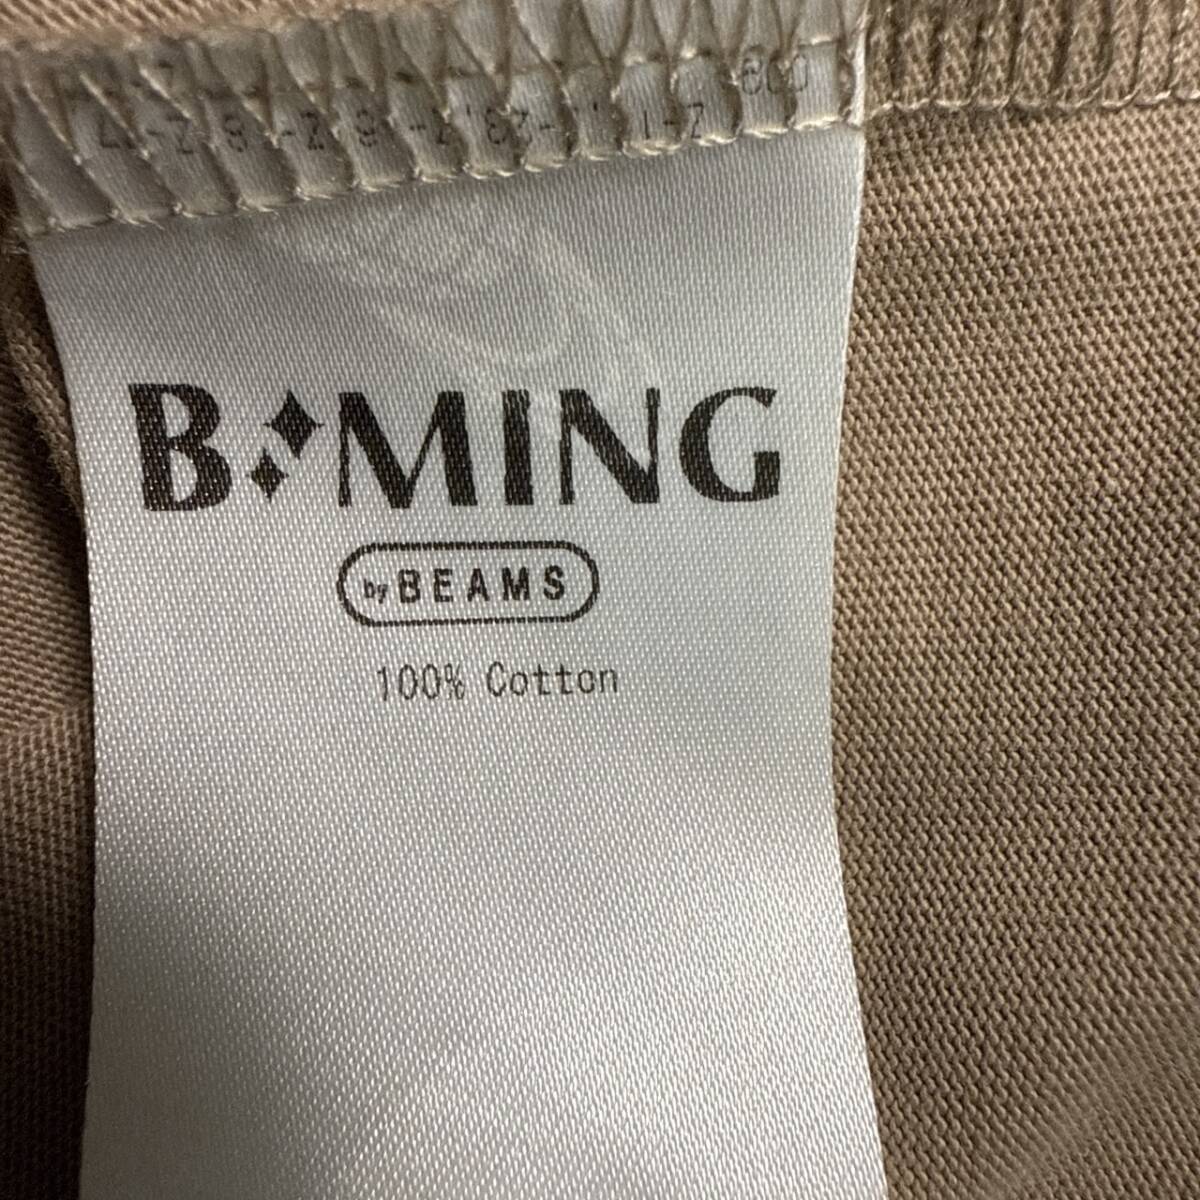 B:MING
by BEAMS
100% Cotton